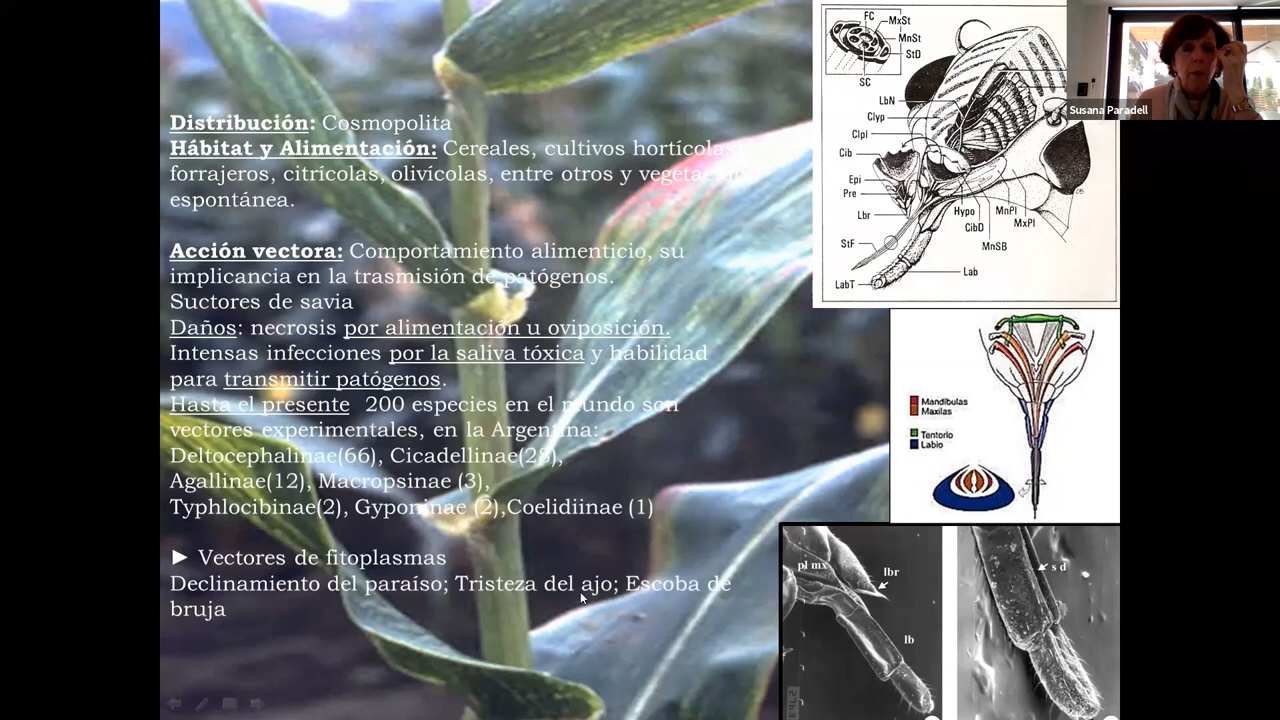 Distribución: Cosmopolita
Hábitat y Alimentación: Cereales, cultivos hortícolas,
forrajeros, citrícolas, olivícolas, entre otros y vegetación
espontánea.
Acción vectora: Comportamiento alimenticio, su
implicancia en la trasmisión de patógenos.
Suctores de savia
Daños: necrosis por alimentación u oviposición.
Intensas infecciones por la saliva tóxica y habilidad
para transmitir patógenos.
Hasta el presente 200 especies en el mundo son
vectores experimentales, en la Argentina:
Deltocephalinae(66), Cicadellinae(28),
Agallinae(12), Macropsinae (3),
Typhlocibinae(2), Gyponinae (2),Coelidiinae (1)
► Vectores de fitoplasmas
Declinamiento del paraíso; Tristeza del ajo; Escoba de
bruja
FC
MxSt
MnSt
StD
SC
LbN
Clyp
Clpl
Cib
Epi
Pre
Lbr
StF
LabT
Hypo
CibD
MnPl
MxPl
MnSB
Lab
Susana Paradell
Mandíbulas
Maxilas
Tentorio
Labio
pl mx
lbr
lb
s d